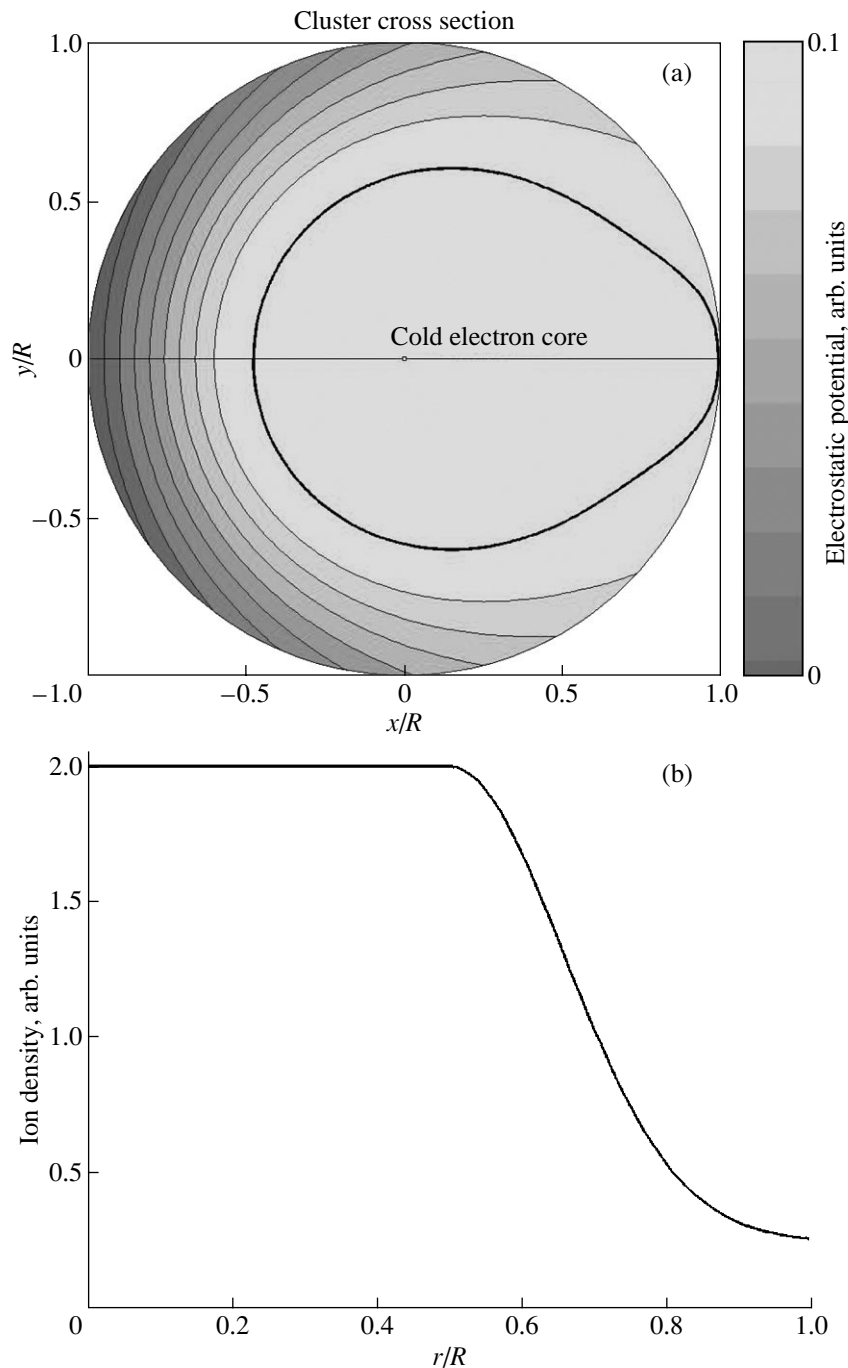 Cluster cross section
1.0
(a)
0.1
0.5
Cold electron core
0
y/R
Electrostatic potential, arb. units
−0.5
0
−1.0
−0.5
0
0.5
1.0
x/R
2.0
(b)
1.5
Ion density, arb. units
1.0
0.5
0
0.2
0.4
0.6
0.8
1.0
r/R